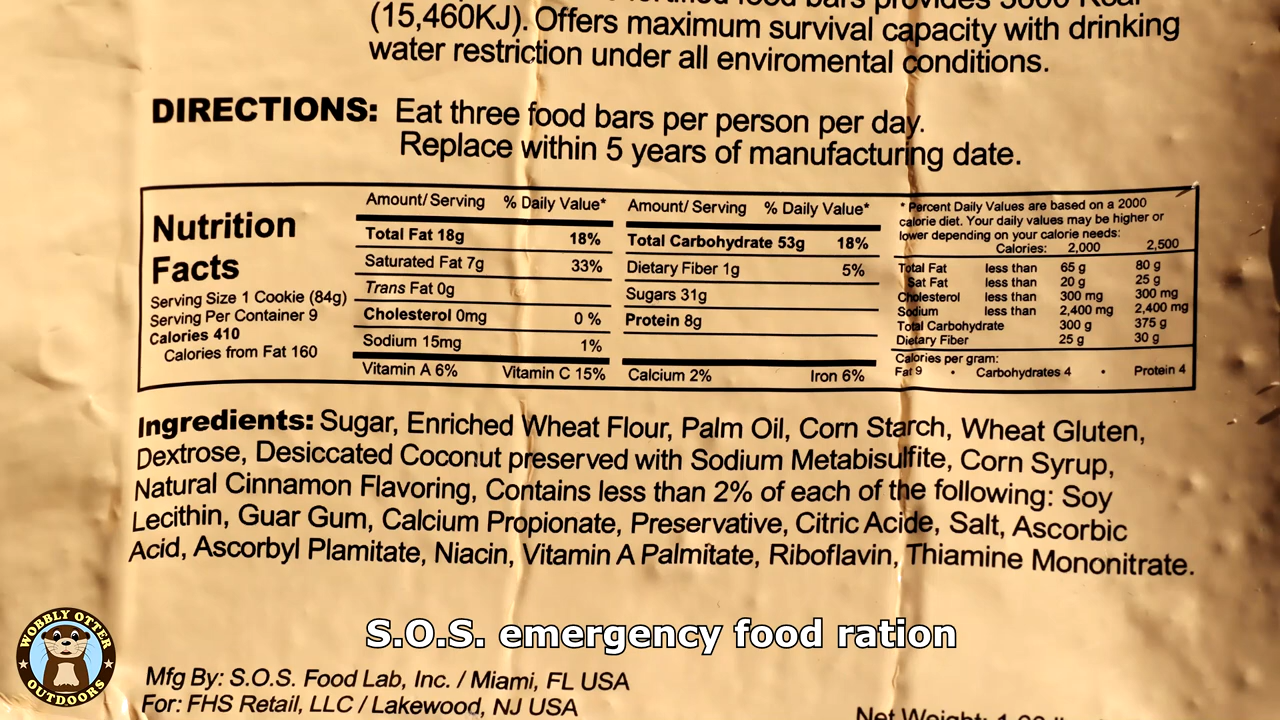 fortified food bars provides 3600 Kcal
(15,460KJ). Offers maximum survival capacity with drinking
water restriction under all enviromental conditions.
DIRECTIONS: Eat three food bars per person per day.
Replace within 5 years of manufacturing date.
Nutrition
Facts
Serving Size 1 Cookie (84g)
Serving Per Container 9
Calories 410
Calories from Fat 160
Amount/Serving % Daily Value*
Total Fat 18g 18%
Saturated Fat 7g 33%
Trans Fat 0g
Cholesterol 0mg 0 %
Sodium 15mg 1%
Vitamin A 6% Vitamin C 15%
Amount/ Serving % Daily Value*
Total Carbohydrate 53g 18%
Dietary Fiber 1g 5%
Sugars 31g
Protein 8g
Calcium 2% Iron 6%
* Percent Daily Values are based on a 2000
calorie diet. Your daily values may be higher or
lower depending on your calorie needs:
Calories: 2,000 2,500
Total Fat less than 65 g 80 g
Sat Fat less than 20 g 25 g
Cholesterol less than 300 mg 300 mg
Sodium less than 2,400 mg 2,400 mg
Total Carbohydrate 300 g 375 g
Dietary Fiber 25 g 30 g
Calories per gram:
Fat 9 • Carbohydrates 4 • Protein 4
Ingredients: Sugar, Enriched Wheat Flour, Palm Oil, Corn Starch, Wheat Gluten,
Dextrose, Desiccated Coconut preserved with Sodium Metabisulfite, Corn Syrup,
Natural Cinnamon Flavoring, Contains less than 2% of each of the following: Soy
Lecithin, Guar Gum, Calcium Propionate, Preservative, Citric Acide, Salt, Ascorbic
Acid, Ascorbyl Plamitate, Niacin, Vitamin A Palmitate, Riboflavin, Thiamine Mononitrate.
S.O.S. emergency food ration
WOBBLY OTTER
OUTDOORS
Mfg By: S.O.S. Food Lab, Inc. / Miami, FL USA
For: FHS Retail, LLC / Lakewood, NJ USA
Net Weight: